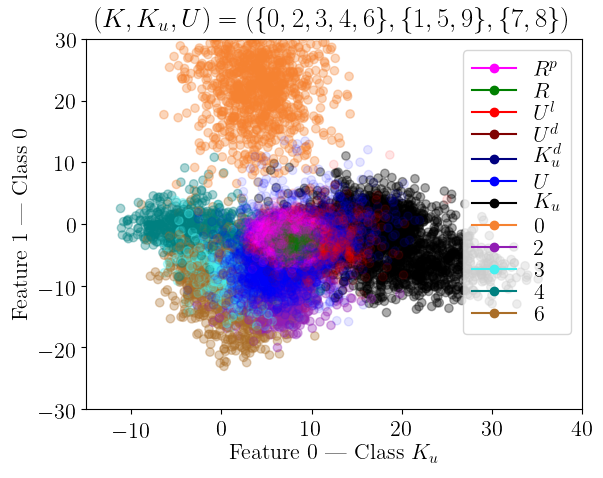 (K, K_u, U) = ({0, 2, 3, 4, 6}, {1, 5, 9}, {7, 8})
30
20
10
0
−10
−20
−30
Feature 1 — Class 0
−10
0
10
20
30
40
Feature 0 — Class K_u
R^p
R
U^l
U^d
K_u^d
U
K_u
0
2
3
4
6